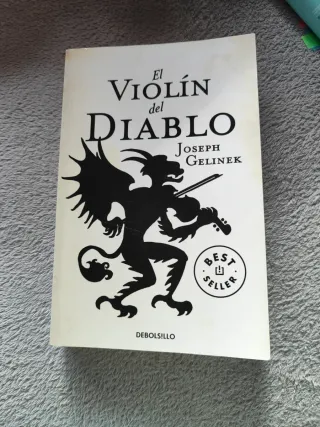 El
VIOLÍN
del
DIABLO
JOSEPH
GELINEK
BEST
SELLER
DEBOLSILLO